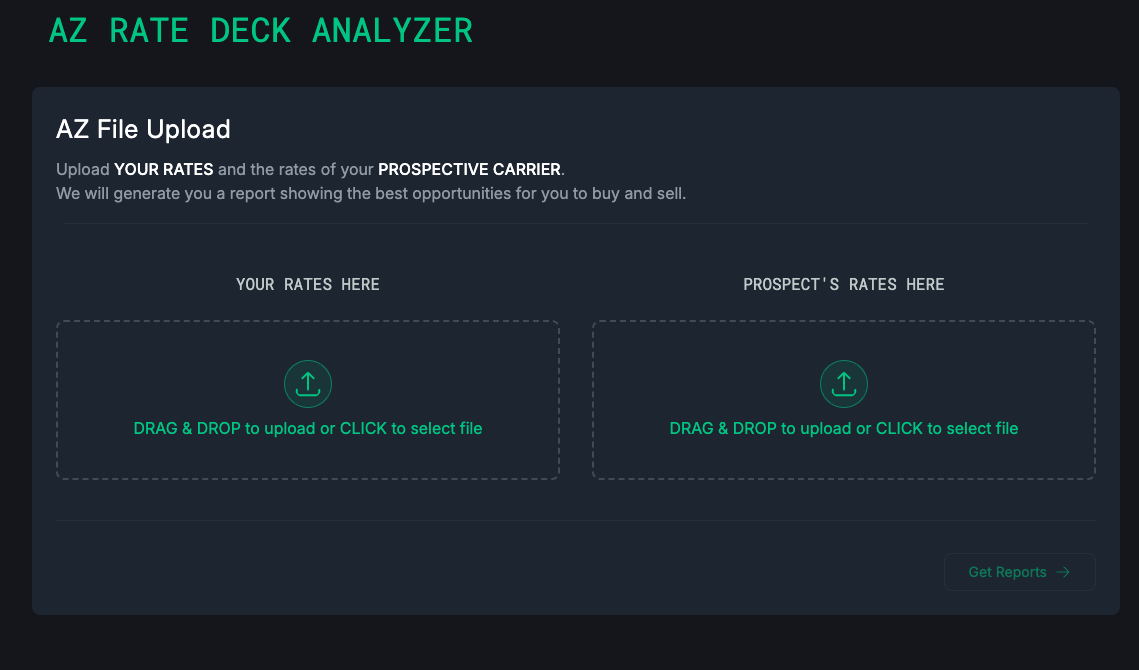 AZ RATE DECK ANALYZER
AZ File Upload
Upload YOUR RATES and the rates of your PROSPECTIVE CARRIER.
We will generate you a report showing the best opportunities for you to buy and sell.
YOUR RATES HERE
PROSPECT'S RATES HERE
DRAG & DROP to upload or CLICK to select file
DRAG & DROP to upload or CLICK to select file
Get Reports →